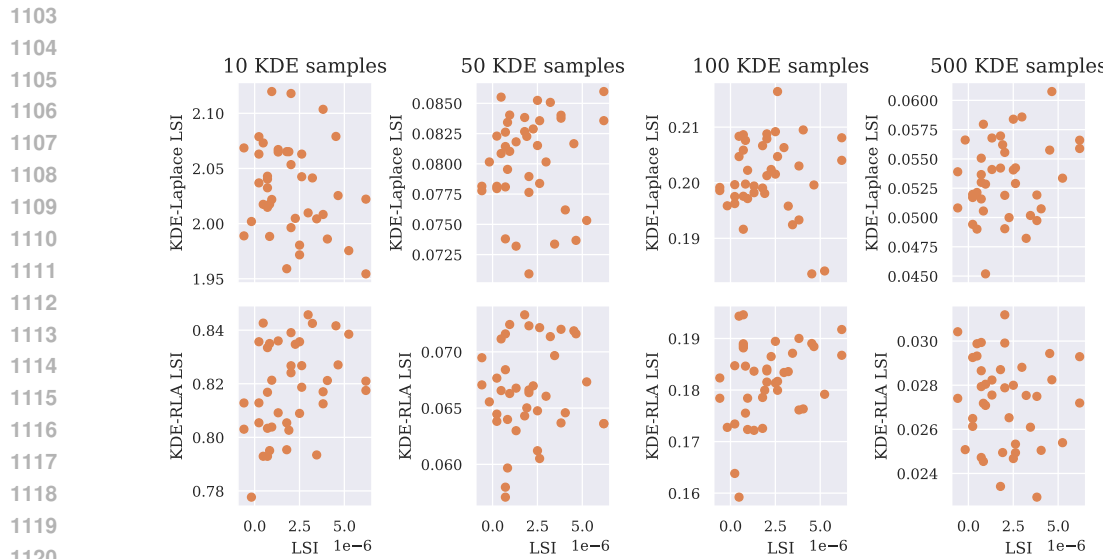 1103
1104
1105
1106
1107
1108
1109
1110
1111
1112
1113
1114
1115
1116
1117
1118
1119
1120
10 KDE samples
50 KDE samples
100 KDE samples
500 KDE samples
KDE-Laplace LSI
2.10
2.05
2.00
1.95
KDE-Laplace LSI
0.0850
0.0825
0.0800
0.0775
0.0750
0.0725
KDE-Laplace LSI
0.21
0.20
0.19
KDE-Laplace LSI
0.0600
0.0575
0.0550
0.0525
0.0500
0.0475
0.0450
KDE-RLA LSI
0.84
0.82
0.80
0.78
KDE-RLA LSI
0.070
0.065
0.060
KDE-RLA LSI
0.19
0.18
0.17
0.16
KDE-RLA LSI
0.030
0.028
0.026
0.024
0.0 2.5 5.0
LSI 1e−6
0.0 2.5 5.0
LSI 1e−6
0.0 2.5 5.0
LSI 1e−6
0.0 2.5 5.0
LSI 1e−6